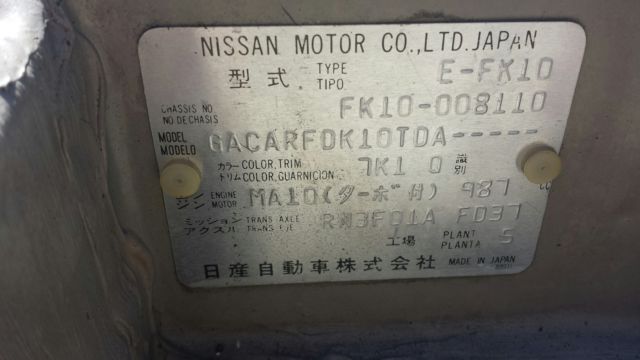 NISSAN MOTOR CO.,LTD.JAPAN
型式 TYPE TIPO E-FK10
CHASSIS NO NO DE CHASIS FK10-008110
MODEL MODELO GACARFDK10TDA-----
カラー COLOR,TRIM トリム COLOR,GUARNICION 7K1 0 識別
ジン ENGINE ジン MOTOR MA10(ターボ付) 987 CC
ミッション TRANS. AXLE アクスル TRANS. EJE RN3F01A FD37
工場 PLANT PLANTA 5
日産自動車株式会社 MADE IN JAPAN